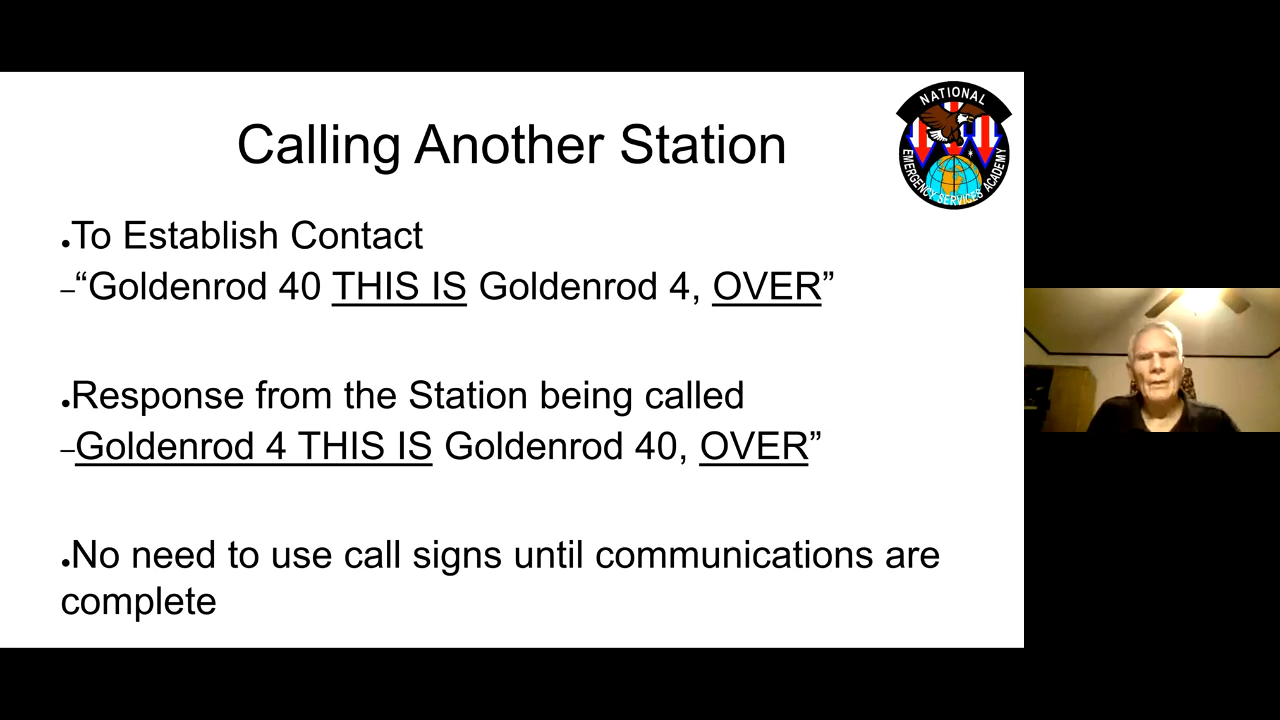 NATIONAL
EMERGENCY SERVICES ACADEMY
Calling Another Station
•To Establish Contact
–“Goldenrod 40 THIS IS Goldenrod 4, OVER”
•Response from the Station being called
–Goldenrod 4 THIS IS Goldenrod 40, OVER”
•No need to use call signs until communications are
complete